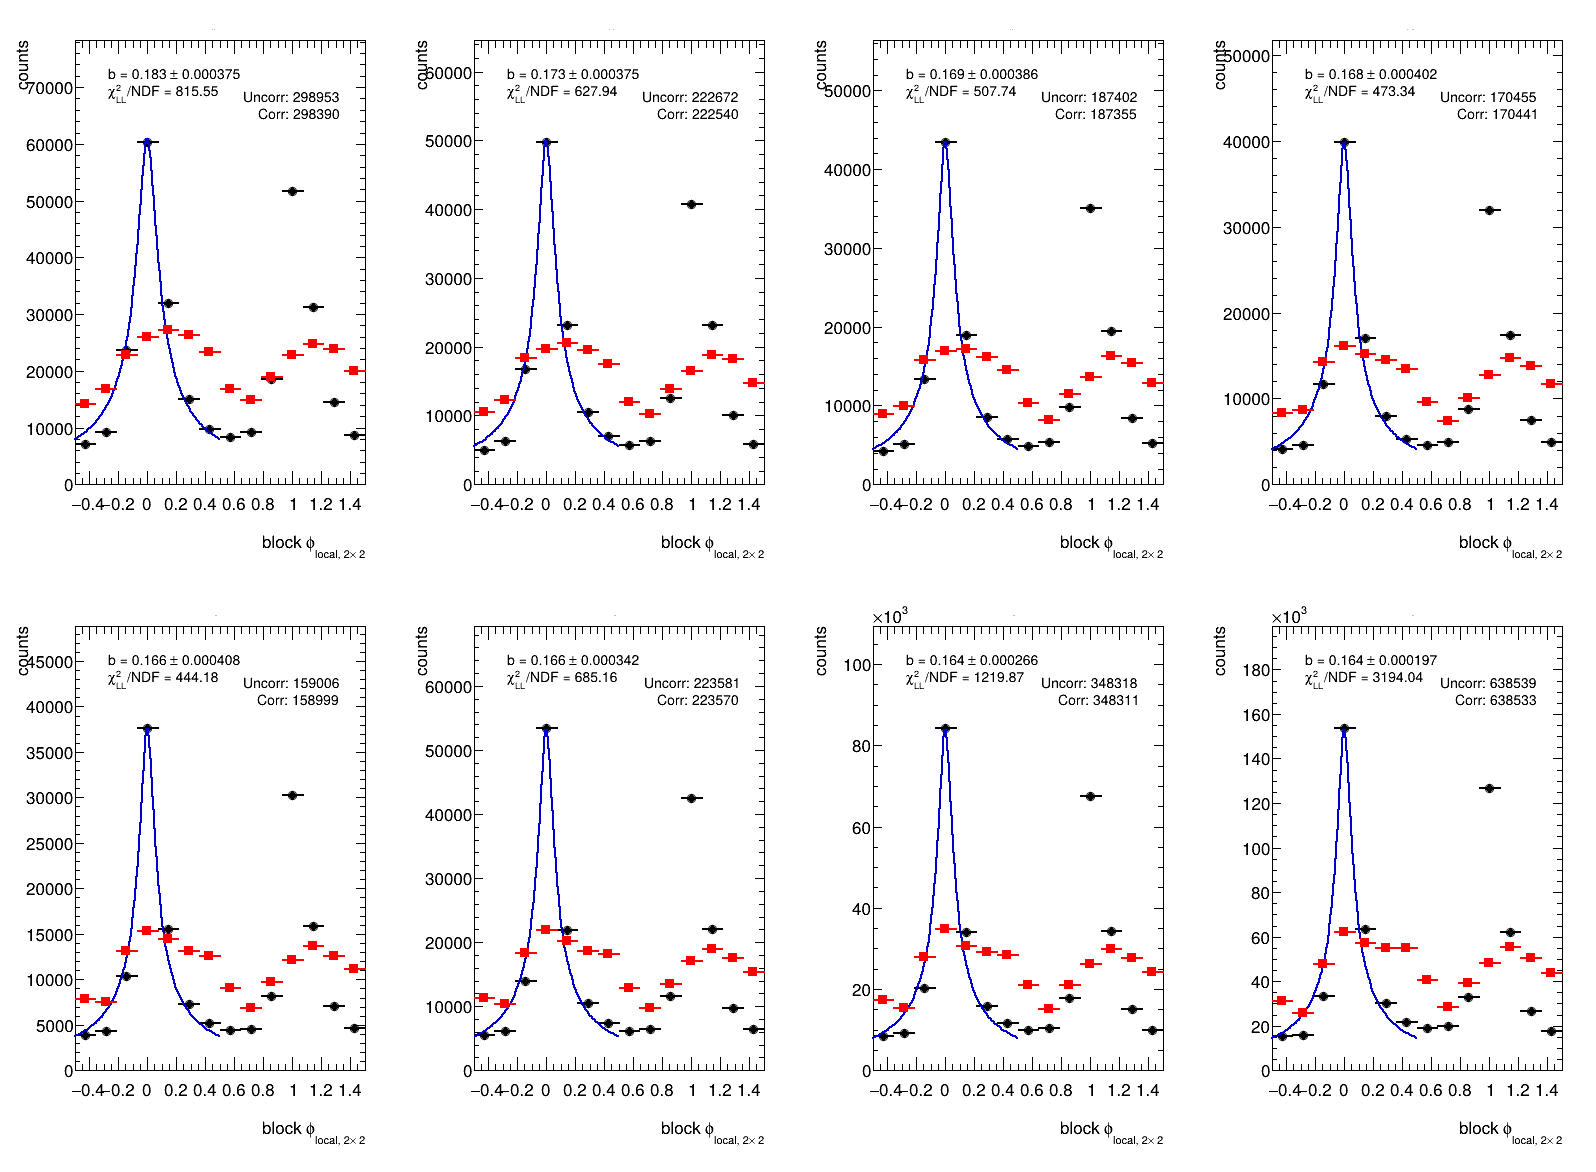 counts
b = 0.183 ± 0.000375
χ²_LL/NDF = 815.55
Uncorr: 298953
Corr: 298390
70000
60000
50000
40000
30000
20000
10000
0
−0.4 −0.2 0 0.2 0.4 0.6 0.8 1 1.2 1.4
block ϕ local, 2×2
counts
b = 0.173 ± 0.000375
χ²_LL/NDF = 627.94
Uncorr: 222672
Corr: 222540
60000
50000
40000
30000
20000
10000
0
−0.4 −0.2 0 0.2 0.4 0.6 0.8 1 1.2 1.4
block ϕ local, 2×2
counts
b = 0.169 ± 0.000386
χ²_LL/NDF = 507.74
Uncorr: 187402
Corr: 187355
50000
40000
30000
20000
10000
0
−0.4 −0.2 0 0.2 0.4 0.6 0.8 1 1.2 1.4
block ϕ local, 2×2
counts
b = 0.168 ± 0.000402
χ²_LL/NDF = 473.34
Uncorr: 170455
Corr: 170441
50000
40000
30000
20000
10000
0
−0.4 −0.2 0 0.2 0.4 0.6 0.8 1 1.2 1.4
block ϕ local, 2×2
counts
b = 0.166 ± 0.000408
χ²_LL/NDF = 444.18
Uncorr: 159006
Corr: 158999
45000
40000
35000
30000
25000
20000
15000
10000
5000
0
−0.4 −0.2 0 0.2 0.4 0.6 0.8 1 1.2 1.4
block ϕ local, 2×2
counts
b = 0.166 ± 0.000342
χ²_LL/NDF = 685.16
Uncorr: 223581
Corr: 223570
60000
50000
40000
30000
20000
10000
0
−0.4 −0.2 0 0.2 0.4 0.6 0.8 1 1.2 1.4
block ϕ local, 2×2
×10³
counts
b = 0.164 ± 0.000266
χ²_LL/NDF = 1219.87
Uncorr: 348318
Corr: 348311
100
80
60
40
20
0
−0.4 −0.2 0 0.2 0.4 0.6 0.8 1 1.2 1.4
block ϕ local, 2×2
×10³
counts
b = 0.164 ± 0.000197
χ²_LL/NDF = 3194.04
Uncorr: 638539
Corr: 638533
180
160
140
120
100
80
60
40
20
0
−0.4 −0.2 0 0.2 0.4 0.6 0.8 1 1.2 1.4
block ϕ local, 2×2